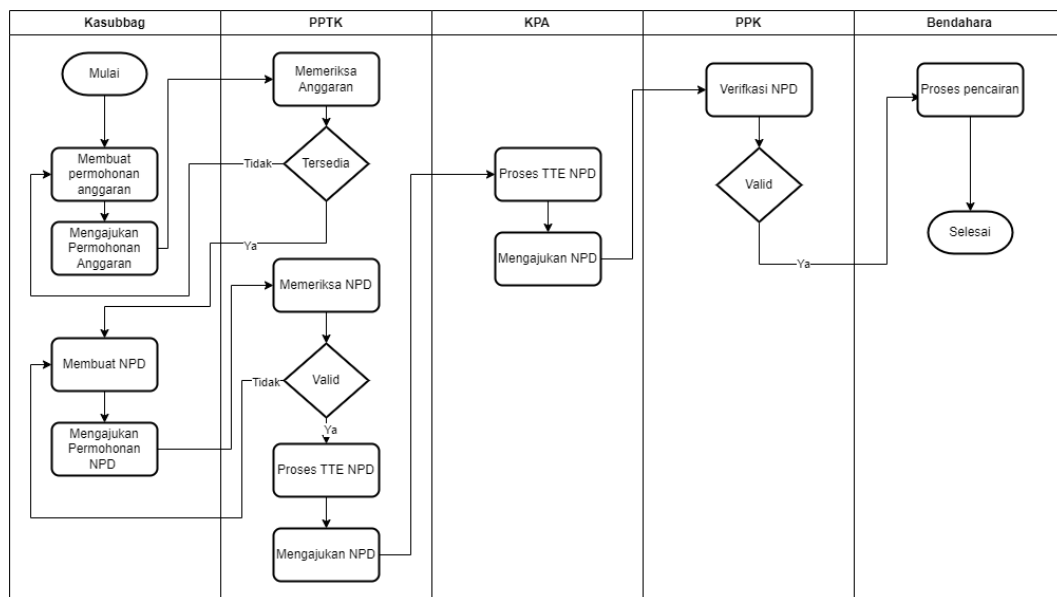 Kasubbag
PPTK
KPA
PPK
Bendahara
Mulai
Membuat
permohonan
anggaran
Mengajukan
Permohonan
Anggaran
Membuat NPD
Mengajukan
Permohonan
NPD
Memeriksa
Anggaran
Tersedia
Tidak
Ya
Memeriksa NPD
Valid
Tidak
Ya
Proses TTE NPD
Mengajukan NPD
Proses TTE NPD
Mengajukan NPD
Verifkasi NPD
Valid
Ya
Proses pencairan
Selesai